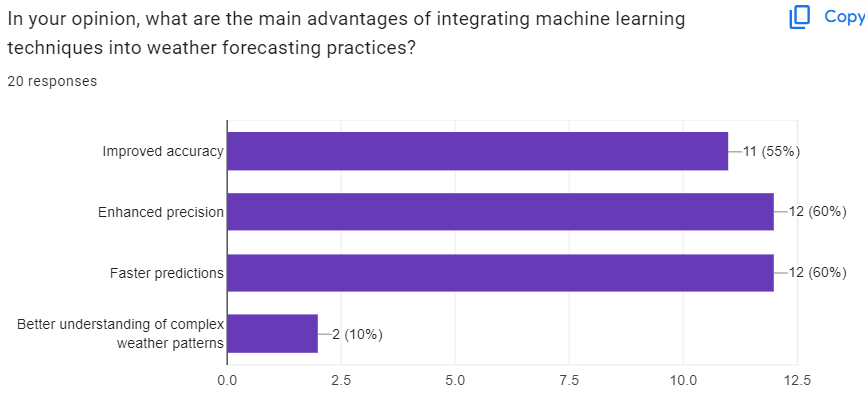 In your opinion, what are the main advantages of integrating machine learning
Copy
techniques into weather forecasting practices?
20 responses
Improved accuracy
11 (55%)
Enhanced precision
12 (60%)
Faster predictions
12 (60%)
Better understanding of complex
weather patterns
2 (10%)
0.0 2.5 5.0 7.5 10.0 12.5